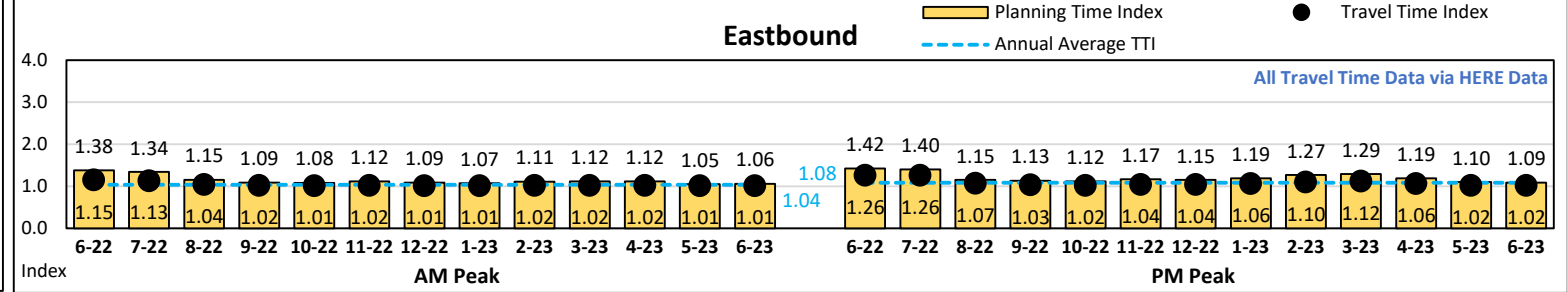 Eastbound
Planning Time Index
Travel Time Index
Annual Average TTI
All Travel Time Data via HERE Data
4.0
3.0
2.0
1.0
0.0
1.38 1.34 1.15 1.09 1.08 1.12 1.09 1.07 1.11 1.12 1.12 1.05 1.06
1.42 1.40 1.15 1.13 1.12 1.17 1.15 1.19 1.27 1.29 1.19 1.10 1.09
1.08
1.04
1.15 1.13 1.04 1.02 1.01 1.02 1.01 1.01 1.02 1.02 1.02 1.01 1.01
1.26 1.26 1.07 1.03 1.02 1.04 1.04 1.06 1.10 1.12 1.06 1.02 1.02
6-22 7-22 8-22 9-22 10-22 11-22 12-22 1-23 2-23 3-23 4-23 5-23 6-23
6-22 7-22 8-22 9-22 10-22 11-22 12-22 1-23 2-23 3-23 4-23 5-23 6-23
Index
AM Peak
PM Peak